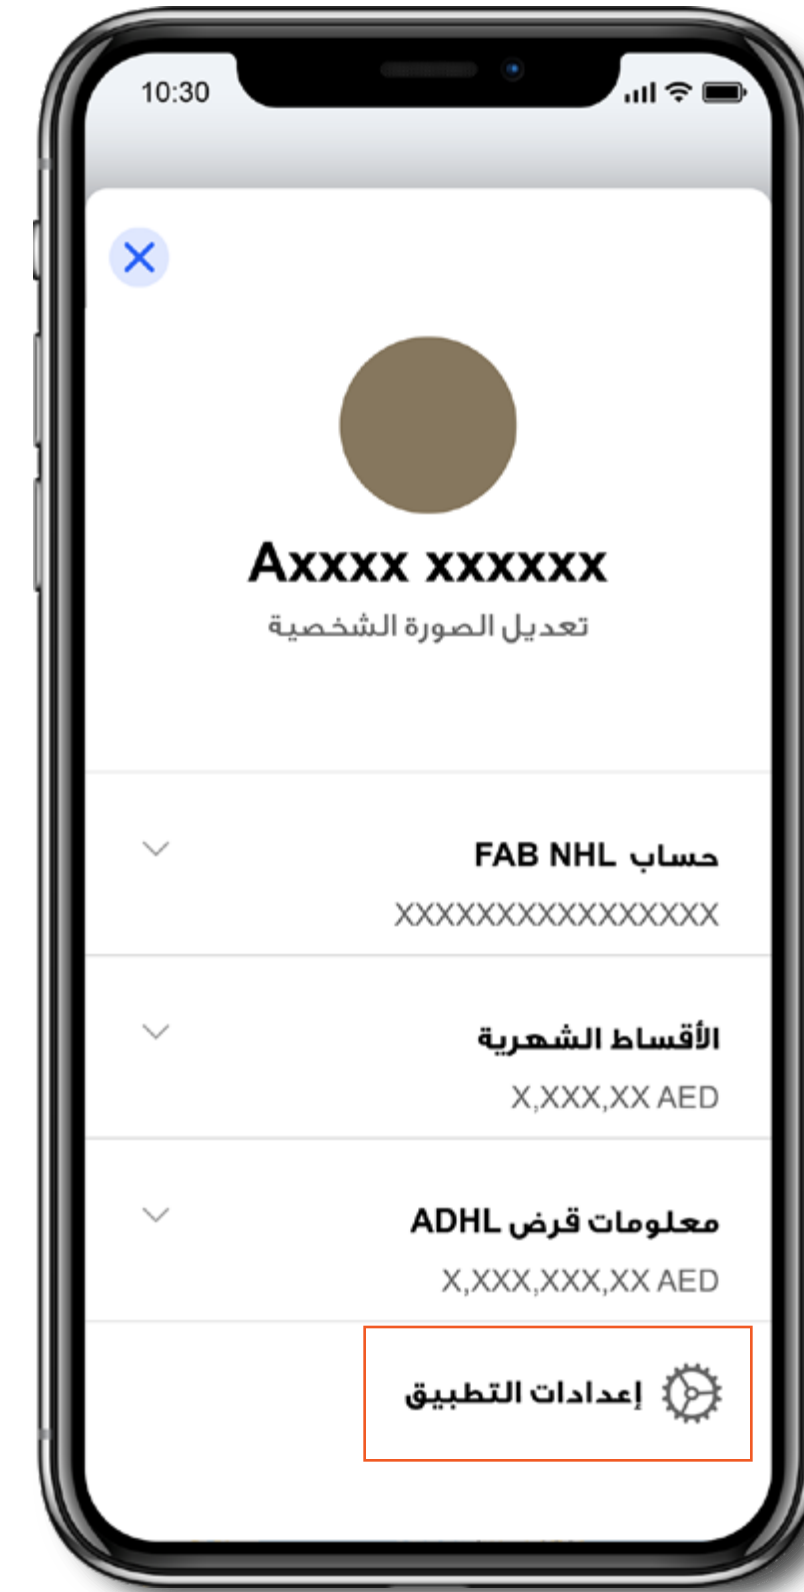 10:30
Axxxx xxxxxx
تعديل الصورة الشخصية
حساب FAB NHL
XXXXXXXXXXXXXXXX
الأقساط الشهرية
X,XXX,XX AED
معلومات قرض ADHL
X,XXX,XXX,XX AED
إعدادات التطبيق